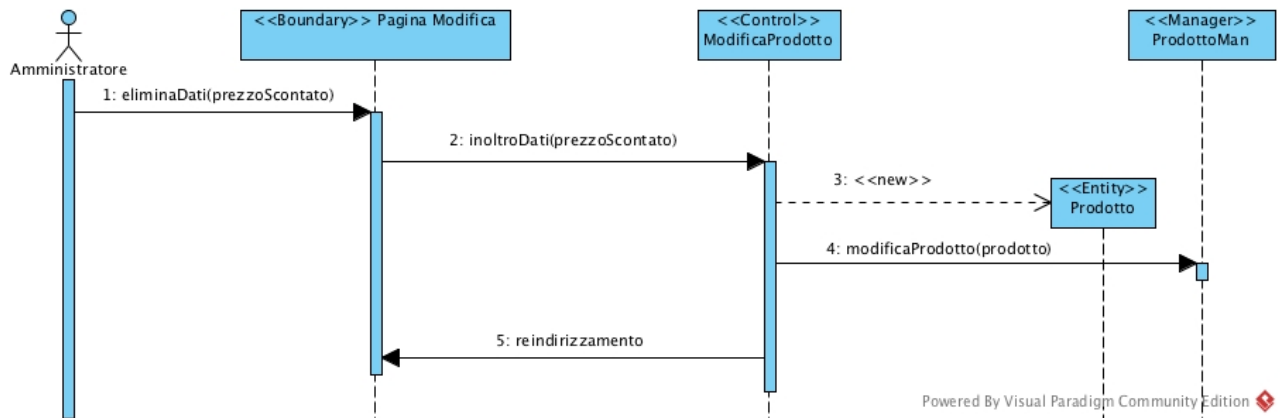 <<Boundary>> Pagina Modifica
<<Control>>
ModificaProdotto
<<Manager>>
ProdottoMan
Amministratore
1: eliminaDati(prezzoScontato)
2: inoltroDati(prezzoScontato)
3: <<new>>
<<Entity>>
Prodotto
4: modificaProdotto(prodotto)
5: reindirizzamento
Powered By Visual Paradigm Community Edition